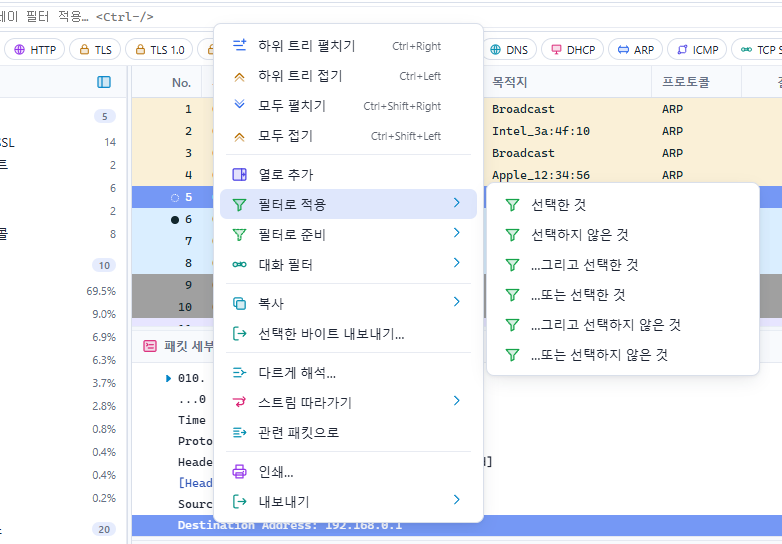 레이 필터 적용… <Ctrl-/>
HTTP
TLS
TLS 1.0
DNS
DHCP
ARP
ICMP
TCP S
No.
목적지
프로토콜
1 Broadcast ARP
2 Intel_3a:4f:10 ARP
3 Broadcast ARP
4 Apple_12:34:56 ARP
5
6
7
8
9
10
5
SSL 14
트 2
6
2
콜 8
10
69.5%
9.0%
6.9%
6.3%
3.7%
2.8%
0.8%
0.4%
0.4%
0.2%
20
하위 트리 펼치기 Ctrl+Right
하위 트리 접기 Ctrl+Left
모두 펼치기 Ctrl+Shift+Right
모두 접기 Ctrl+Shift+Left
열로 추가
필터로 적용
필터로 준비
대화 필터
복사
선택한 바이트 내보내기…
다르게 해석…
스트림 따라가기
관련 패킷으로
인쇄…
내보내기
선택한 것
선택하지 않은 것
…그리고 선택한 것
…또는 선택한 것
…그리고 선택하지 않은 것
…또는 선택하지 않은 것
패킷 세부
010.
...0
Time
Proto
Heade
[Head
Sourc
Destination Address: 192.168.0.1